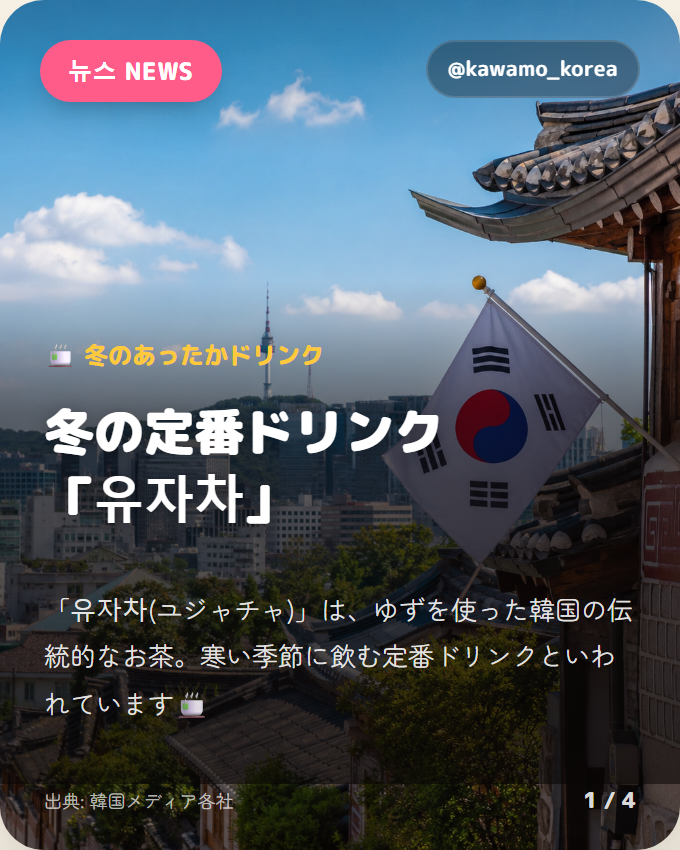 뉴스 NEWS
@kawamo_korea
冬のあったかドリンク
冬の定番ドリンク
「유자차」
「유자차(ユジャチャ)」は、ゆずを使った韓国の伝
統的なお茶。寒い季節に飲む定番ドリンクといわ
れています☕
出典: 韓国メディア各社
1 / 4